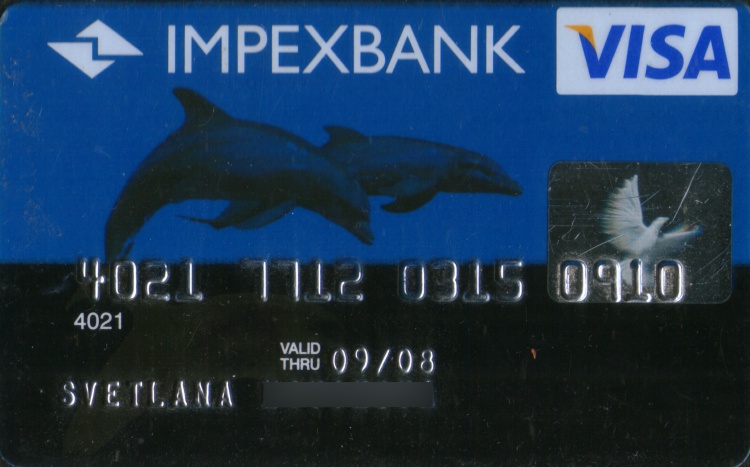 IMPEXBANK
VISA
4021 7712 0315 0910
4021
VALID THRU 09/08
SVETLANA